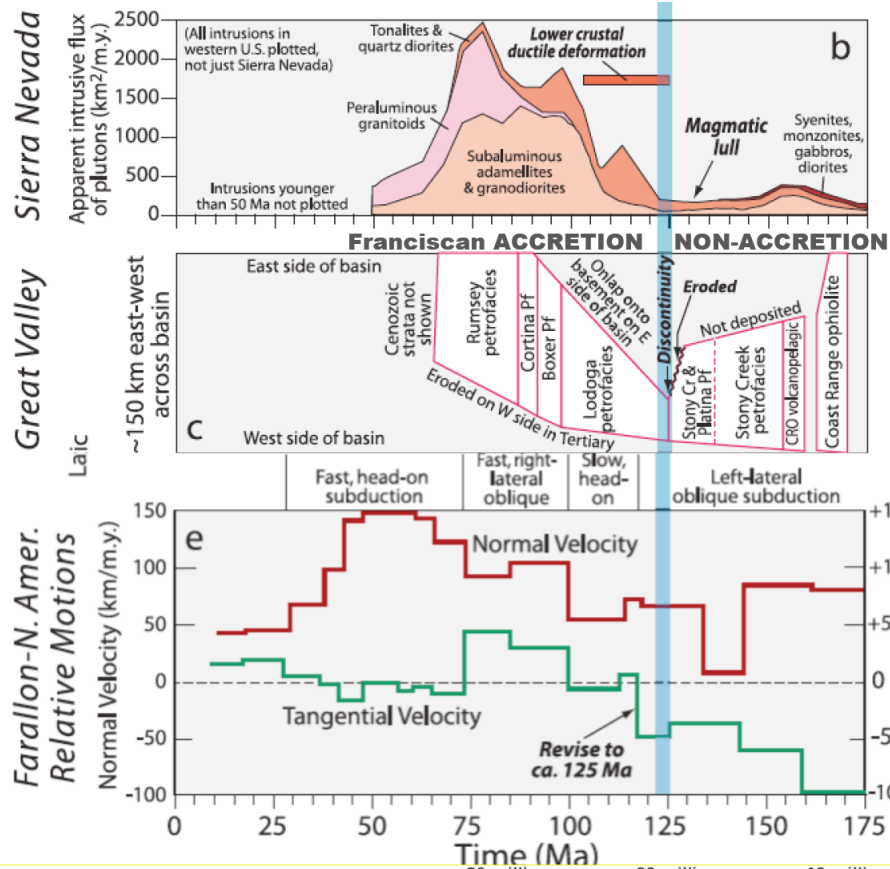 Sierra Nevada
Apparent intrusive flux
of plutons (km2/m.y.)
2500
2000
1500
1000
500
0
(All intrusions in
western U.S. plotted,
not just Sierra Nevada)
Tonalites &
quartz diorites
Lower crustal
ductile deformation
b
Peraluminous
granitoids
Subaluminous
adamellites
& granodiorites
Magmatic
lull
Syenites,
monzonites,
gabbros,
diorites
Intrusions younger
than 50 Ma not plotted
Franciscan ACCRETION
NON-ACCRETION
Great Valley
~150 km east-west
across basin
East side of basin
Cenozoic
strata not
shown
Rumsey
petrofacies
Cortina Pf
Boxer Pf
Onlap onto
basement on E
side of basin
Lodoga
petrofacies
Discontinuity
Eroded
Not deposited
Stony Cr &
Platina Pf
Stony Creek
petrofacies
CRO volcanopelagic
Coast Range ophiolite
Eroded on W side in Tertiary
c
West side of basin
Laic
Fast, head-on
subduction
Fast, right-
lateral
oblique
Slow,
head-
on
Left-lateral
oblique subduction
Farallon-N. Amer.
Relative Motions
Normal Velocity (km/m.y.)
150
100
50
0
-50
-100
e
Normal Velocity
Tangential Velocity
Revise to
ca. 125 Ma
+5
0
-5
0
25
50
75
100
125
150
175
Time (Ma)